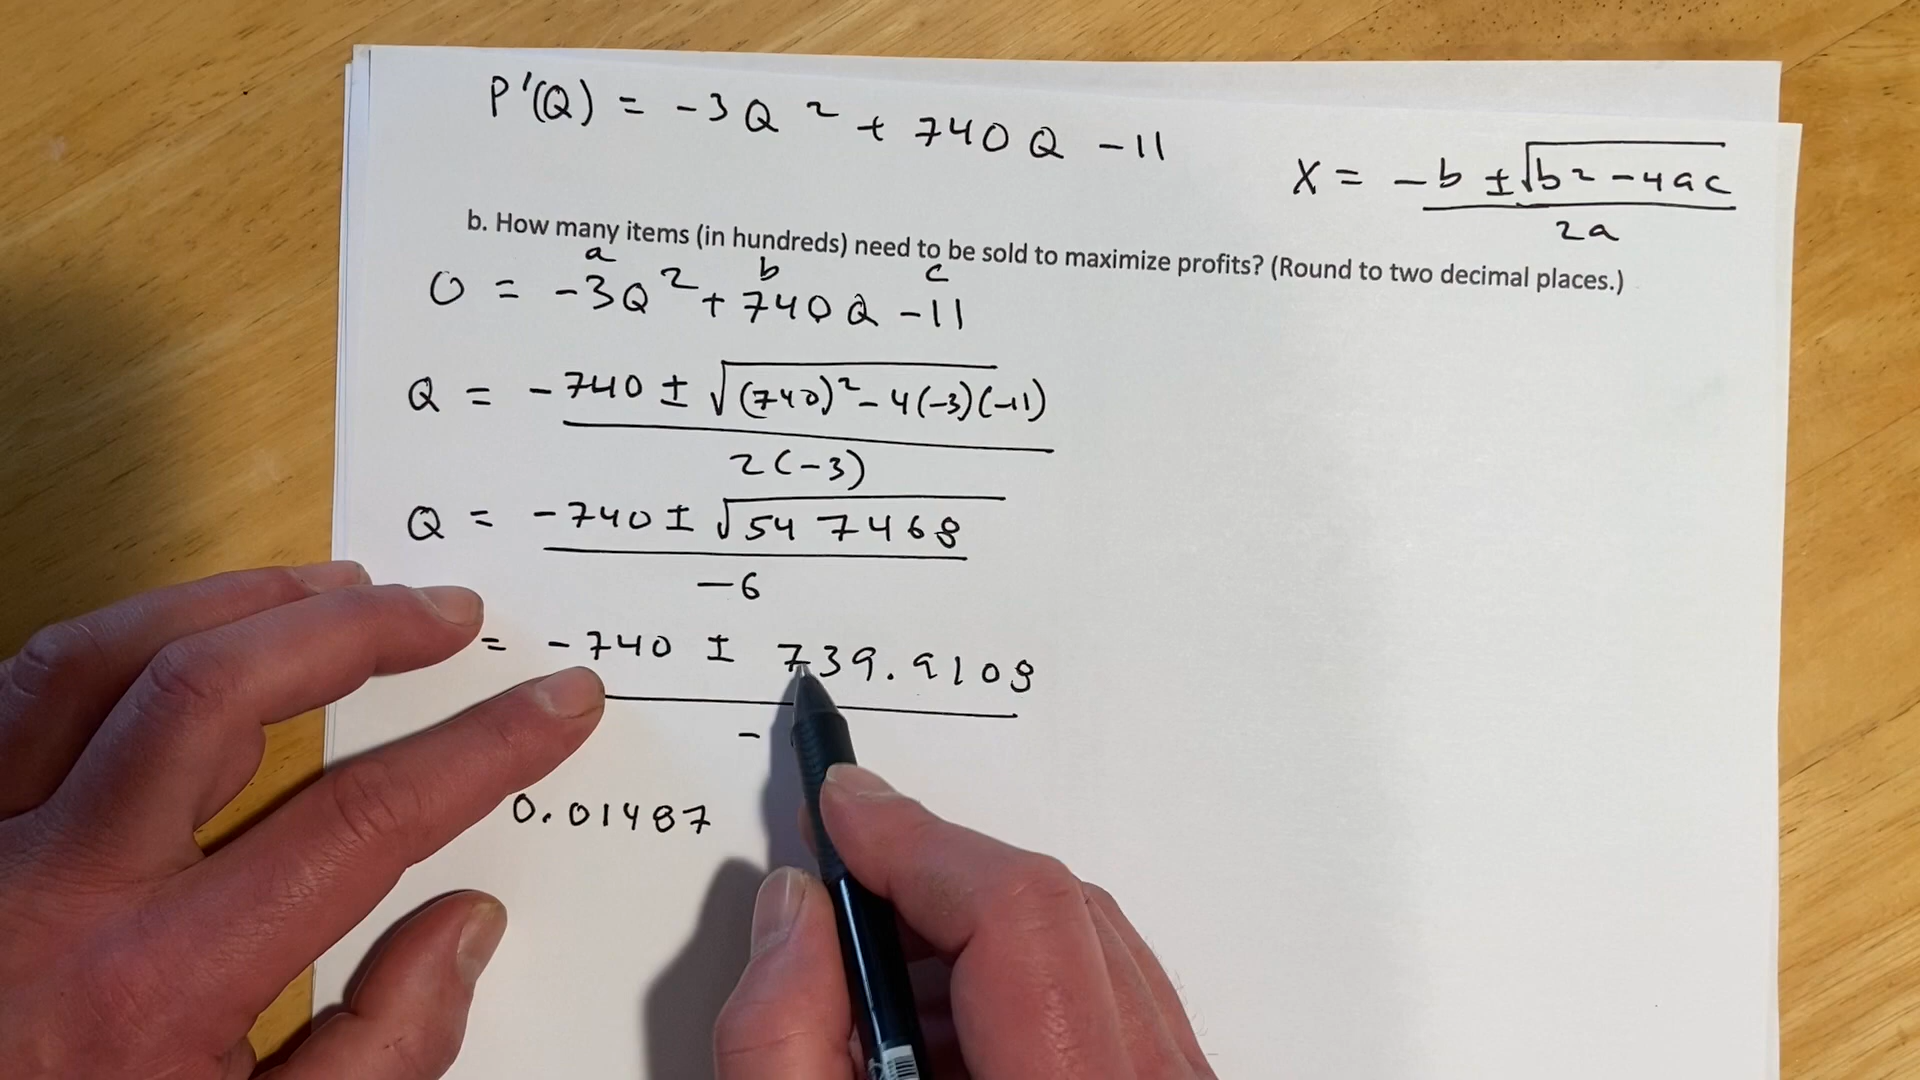 P'(Q) = -3Q² + 740Q -11
X = -b ±√b² -4ac
2a
b. How many items (in hundreds) need to be sold to maximize profits? (Round to two decimal places.)
a b c
0 = -3Q² + 740Q -11
Q = -740 ± √(740)² - 4(-3)(-11)
2(-3)
Q = -740 ± √547468
-6
= -740 ± 739.9108
-
0.01487